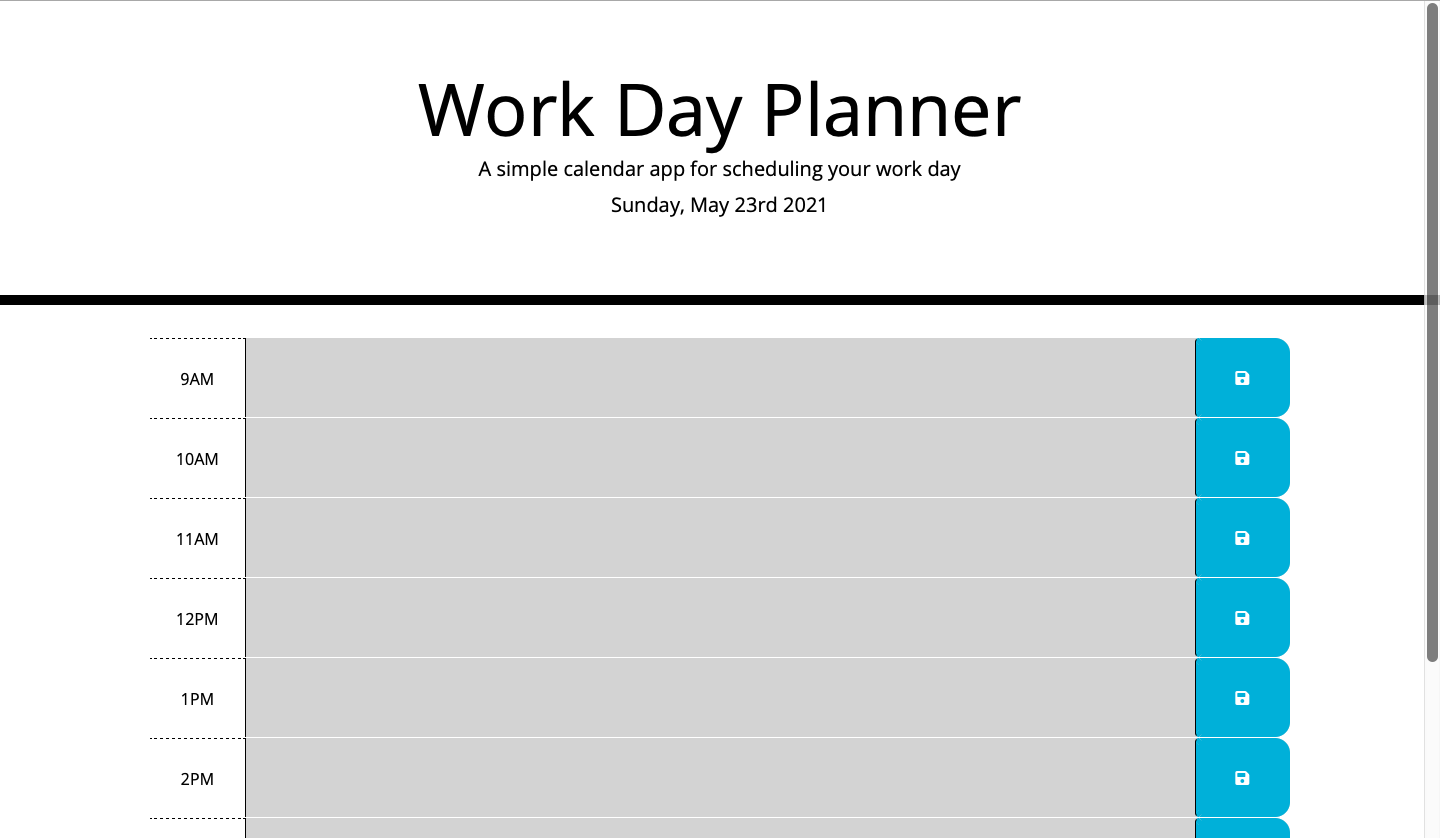 Work Day Planner
A simple calendar app for scheduling your work day
Sunday, May 23rd 2021
9AM
10AM
11AM
12PM
1PM
2PM